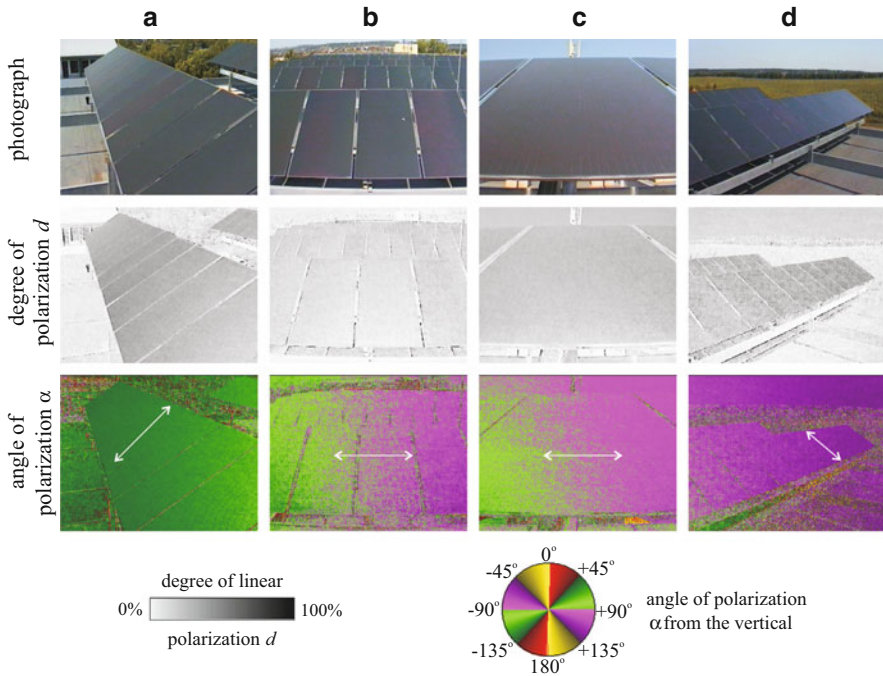 a b c d
photograph
degree of
polarization d
angle of
polarization α
degree of linear
0% 100%
polarization d
0°
-45° +45°
-90° +90°
-135° +135°
180°
angle of polarization
α from the vertical